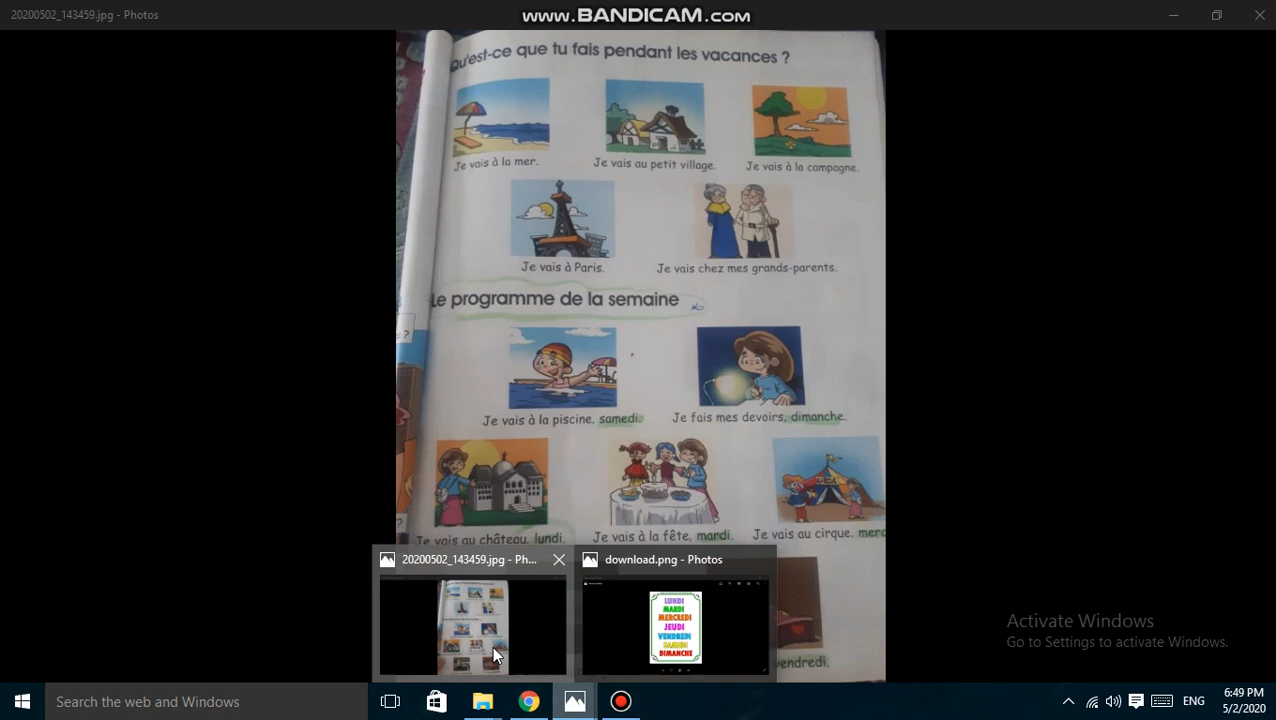 20200502_143459.jpg - Photos
www.BANDICAM.com
Qu'est-ce que tu fais pendant les vacances ?
Je vais à la mer.
Je vais au petit village.
Je vais à la campagne.
Je vais à Paris.
Je vais chez mes grands-parents.
Le programme de la semaine
Je vais à la piscine, samedi.
Je fais mes devoirs, dimanche.
Je vais au château, lundi.
Je vais à la fête, mardi.
Je vais au cirque, merc
vendredi.
20200502_143459.jpg - Ph...
download.png - Photos
LUNDI
MARDI
MERCREDI
JEUDI
VENDREDI
SAMEDI
DIMANCHE
Activate Windows
Go to Settings to activate Windows.
Search the web and Windows
ENG
6:49 PM
5/2/2020